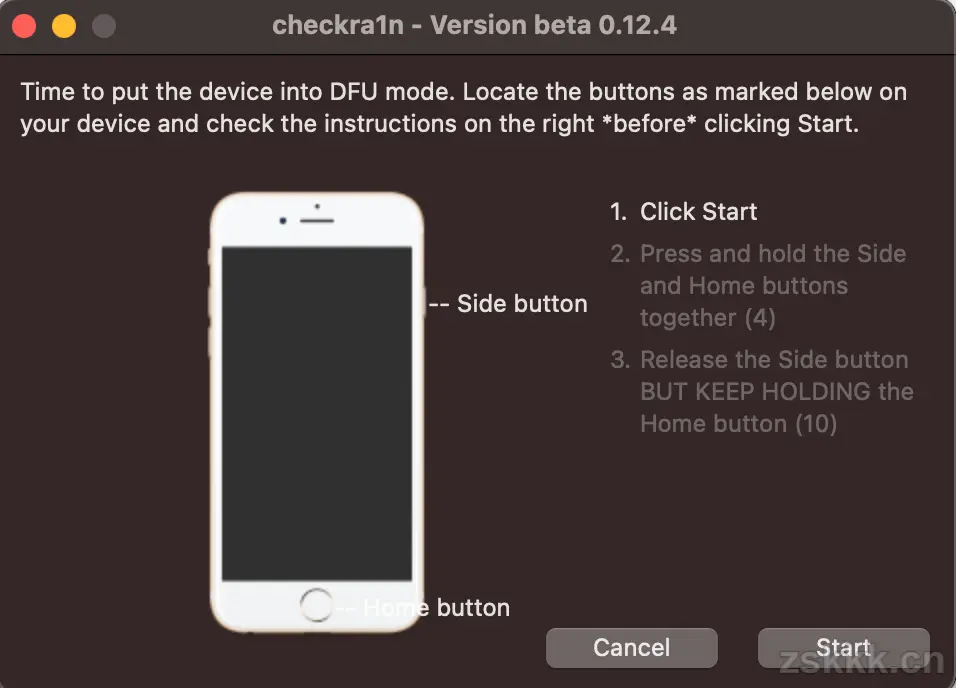 checkra1n - Version beta 0.12.4
Time to put the device into DFU mode. Locate the buttons as marked below on
your device and check the instructions on the right *before* clicking Start.
1. Click Start
2. Press and hold the Side
and Home buttons
together (4)
-- Side button
3. Release the Side button
BUT KEEP HOLDING the
Home button (10)
-- Home button
Cancel
Start
zskkk.cn